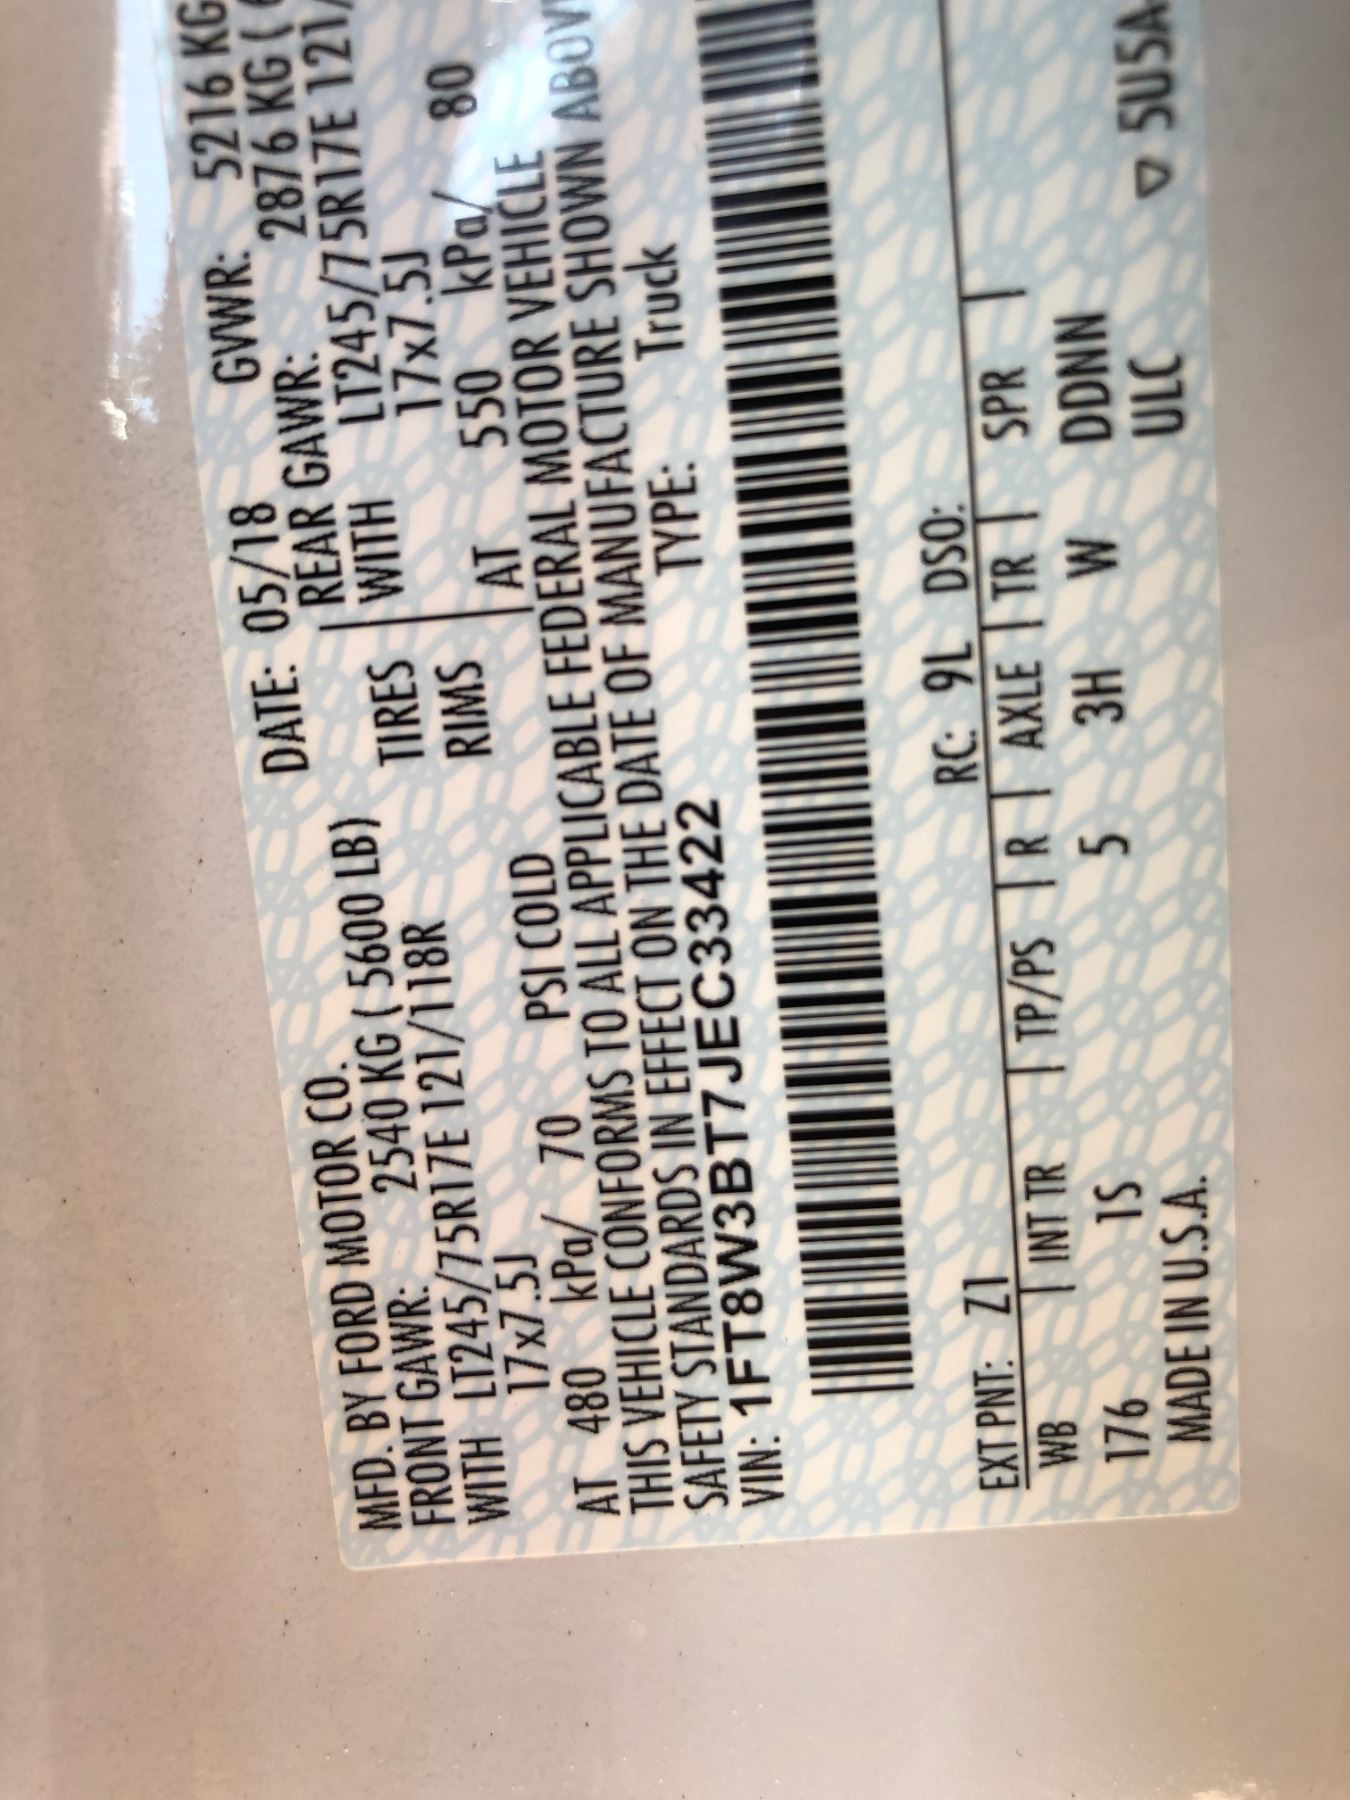 MFD. BY FORD MOTOR CO. DATE: 05/18 GVWR: 5216 KG
FRONT GAWR: 2540 KG ( 5600 LB) REAR GAWR: 2876 KG (
WITH LT245/75R17E 121/118R TIRES WITH LT245/75R17E 121/
17x7.5J RIMS 17x7.5J
AT 480 kPa/ 70 PSI COLD AT 550 kPa/ 80
THIS VEHICLE CONFORMS TO ALL APPLICABLE FEDERAL MOTOR VEHICLE
SAFETY STANDARDS IN EFFECT ON THE DATE OF MANUFACTURE SHOWN ABOV
VIN: 1FT8W3BT7JEC33422 TYPE: Truck
EXT PNT: Z1 RC: 9L DSO:
WB | INT TR | TP/PS | R | AXLE | TR | SPR |
176 1S 5 3H W DDNN
MADE IN U.S.A. ULC ▽ 5U5A-